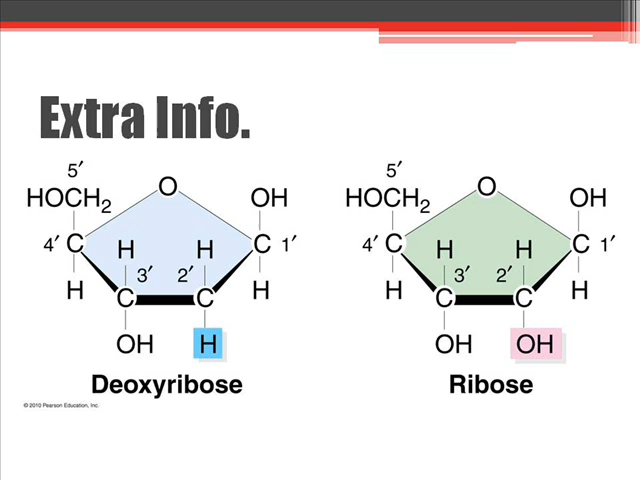 Extra Info.
5′ 5′
HOCH2 O OH HOCH2 O OH
4′ C H H C 1′ 4′ C H H C 1′
3′ 2′ 3′ 2′
H C C H H C C H
OH H OH OH
Deoxyribose Ribose
© 2010 Pearson Education, Inc.